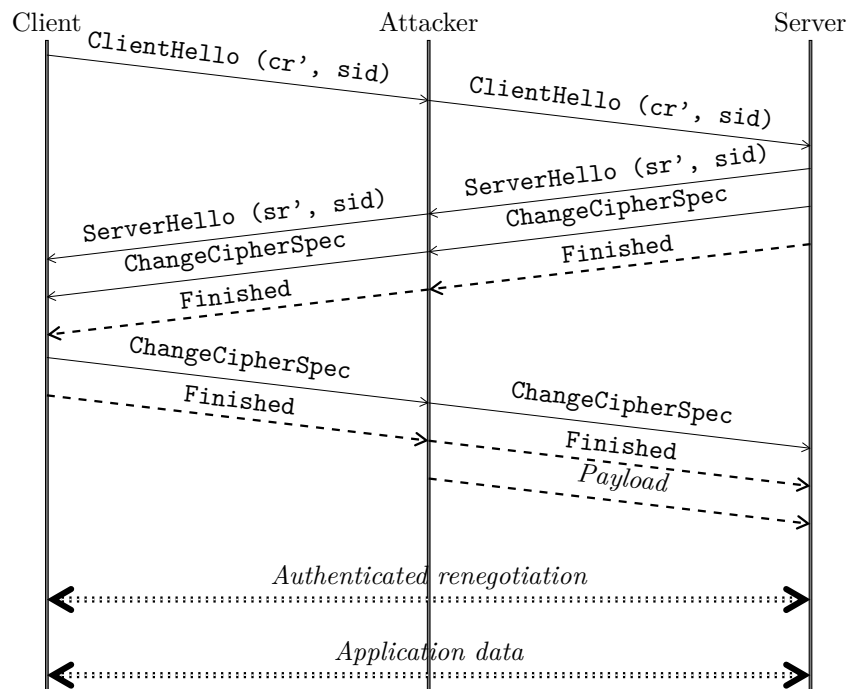 Client Attacker Server
ClientHello (cr', sid)
ClientHello (cr', sid)
ServerHello (sr', sid)
ServerHello (sr', sid)
ChangeCipherSpec
ChangeCipherSpec
Finished
Finished
ChangeCipherSpec
ChangeCipherSpec
Finished
Finished
Payload
Authenticated renegotiation
Application data